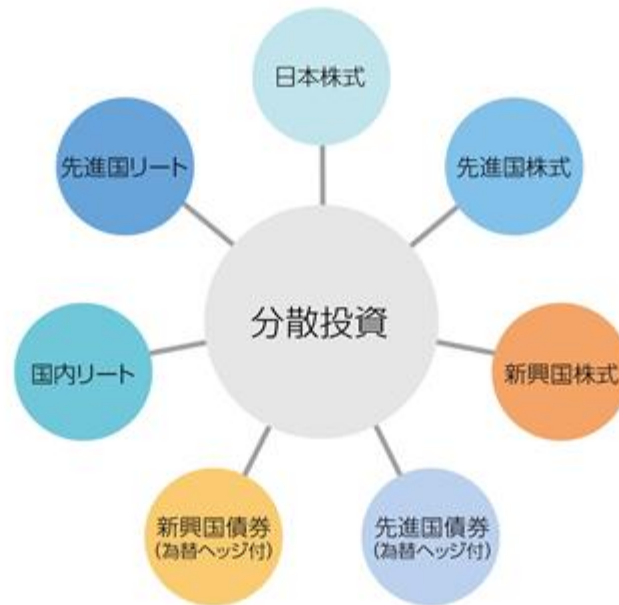 日本株式
先進国リート
先進国株式
分散投資
国内リート
新興国株式
新興国債券
(為替ヘッジ付)
先進国債券
(為替ヘッジ付)